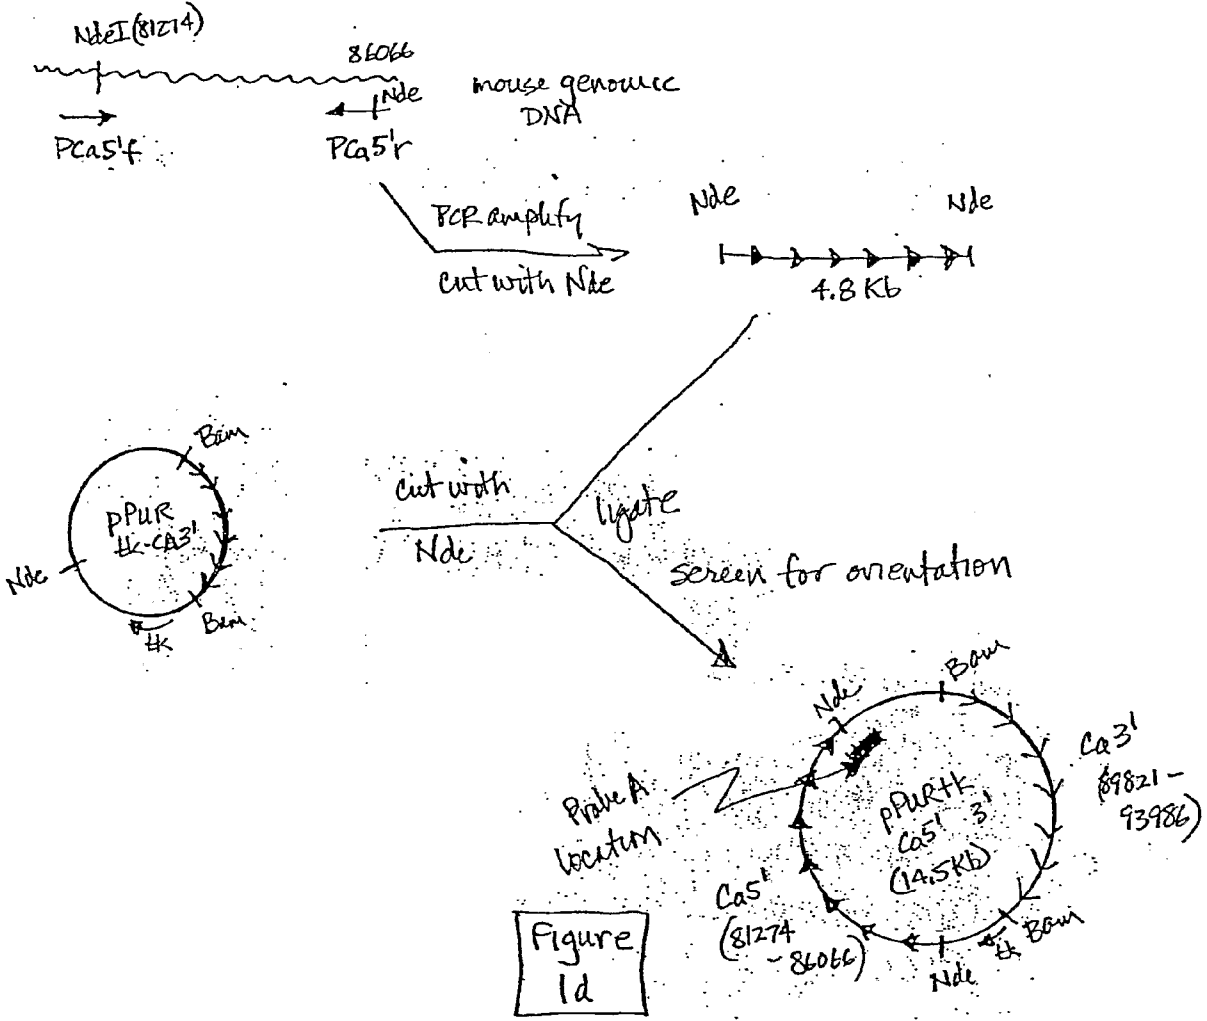 NdeI(81274)
86066
Nde
mouse genomic
DNA
PCa5'f
PCa5'r
PCR amplify
cut with Nde
Nde
Nde
4.8 Kb
Bam
pPUR
tk-CA3'
Nde
Bam
tk
cut with
Nde
ligate
screen for orientation
Nde
Bam
Ca3'
(89821-
93986)
Probe A
location
pPURtk
Ca5' 3'
(14.5Kb)
Ca5'
(81274
-86066)
Bam
tk
Nde
Figure
1d